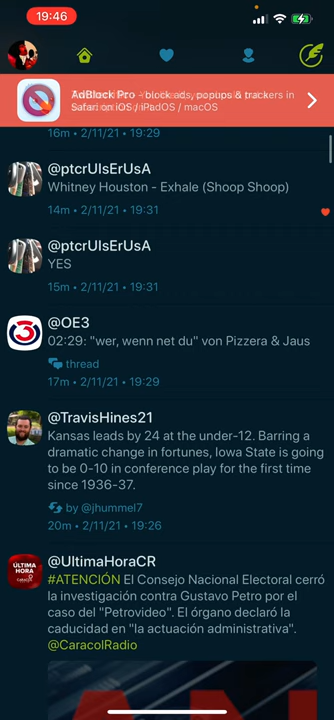 19:46
AdBlock Pro - block ads, popups & trackers in
Safari on iOS / iPadOS / macOS
16m • 2/11/21 • 19:29
@ptcrUIsErUsA
Whitney Houston - Exhale (Shoop Shoop)
14m • 2/11/21 • 19:31
@ptcrUIsErUsA
YES
15m • 2/11/21 • 19:31
@OE3
02:29: "wer, wenn net du" von Pizzera & Jaus
thread
17m • 2/11/21 • 19:29
@TravisHines21
Kansas leads by 24 at the under-12. Barring a
dramatic change in fortunes, Iowa State is going
to be 0-10 in conference play for the first time
since 1936-37.
by @jhummel7
20m • 2/11/21 • 19:26
ÚLTIMA
HORA
CARACOL
@UltimaHoraCR
#ATENCIÓN El Consejo Nacional Electoral cerró
la investigación contra Gustavo Petro por el
caso del "Petrovideo". El órgano declaró la
caducidad en "la actuación administrativa".
@CaracolRadio